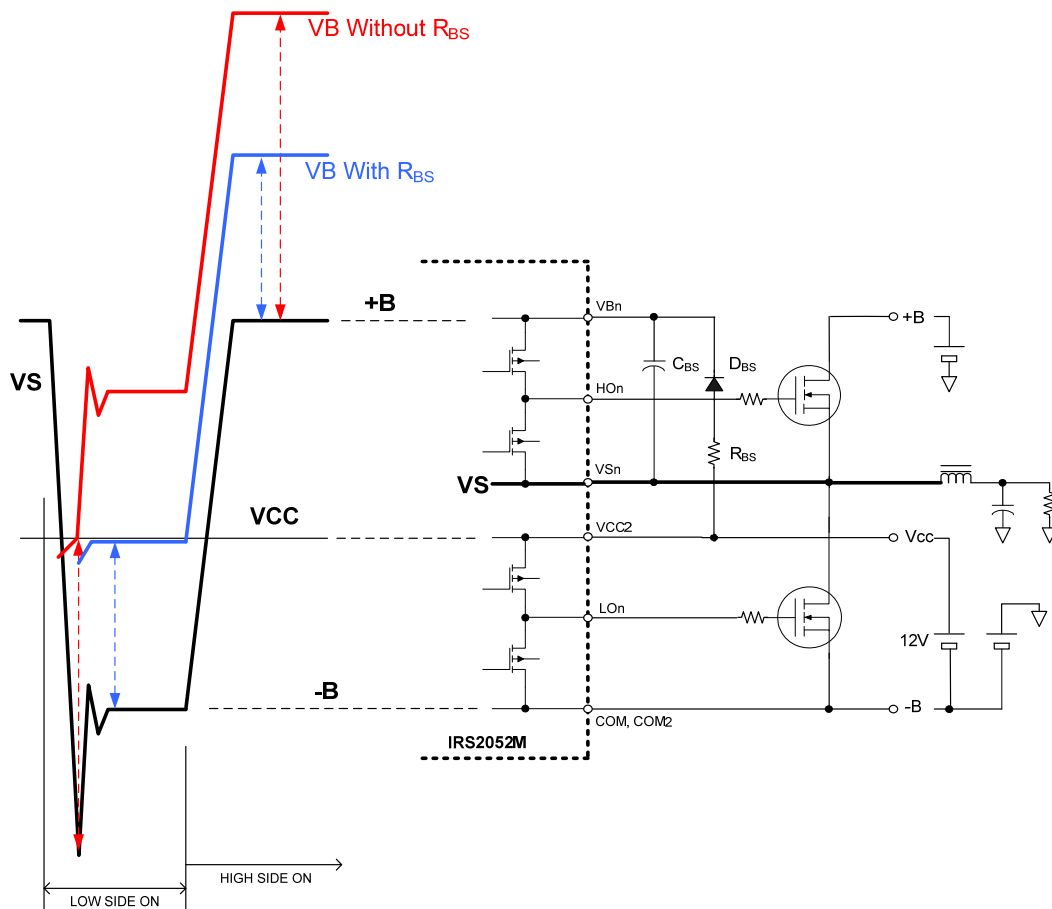 VB Without RBS
VB With RBS
+B
VBn
+B
VS
CBS
DBS
HOn
RBS
VSn
VS
VCC
VCC2
Vcc
LOn
12V
-B
-B
COM, COM2
IRS2052M
HIGH SIDE ON
LOW SIDE ON